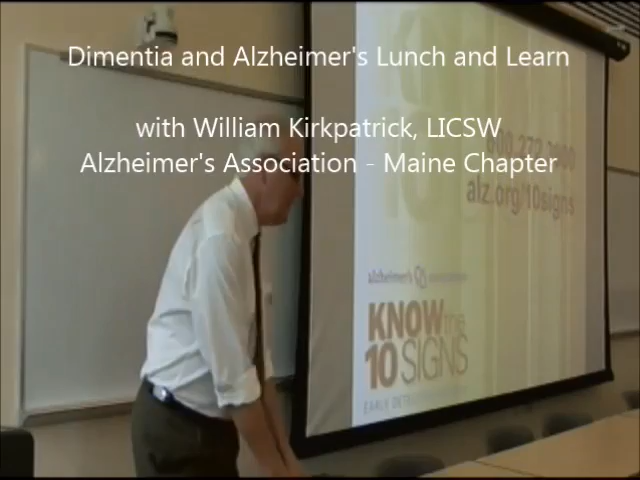 Dimentia and Alzheimer's Lunch and Learn
with William Kirkpatrick, LICSW
Alzheimer's Association - Maine Chapter
alz.org/10signs
alzheimer's association
KNOW the
10 SIGNS